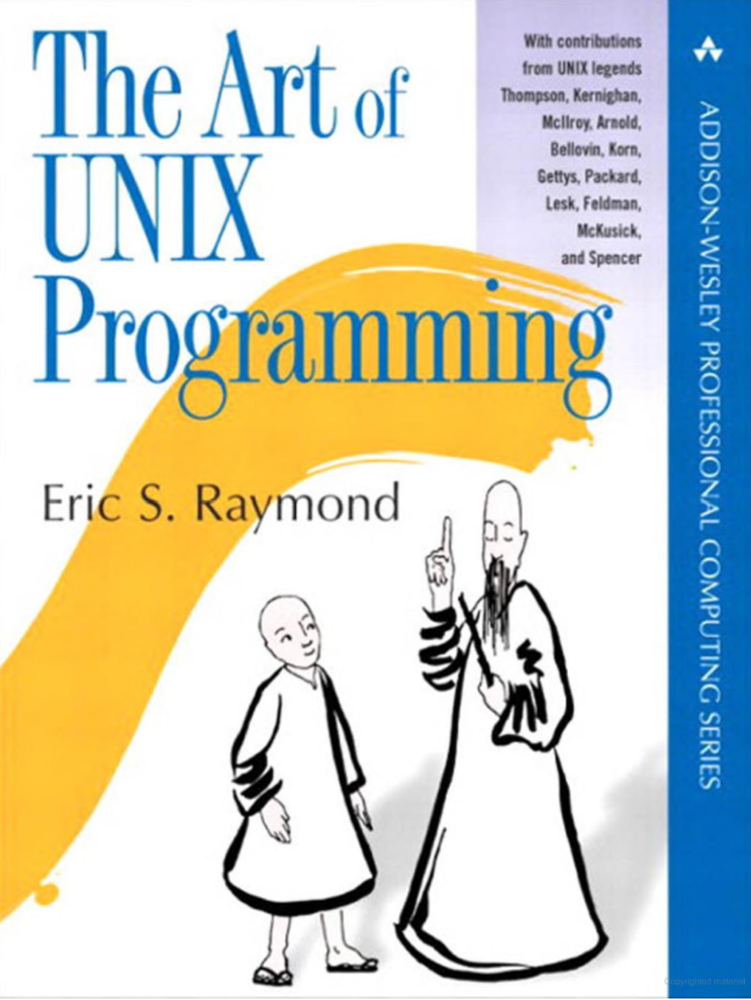 The Art of
UNIX
Programming
With contributions
from UNIX legends
Thompson, Kernighan,
McIlroy, Arnold,
Bellovin, Korn,
Gettys, Packard,
Lesk, Feldman,
McKusick,
and Spencer
Eric S. Raymond
ADDISON-WESLEY PROFESSIONAL COMPUTING SERIES
Copyrighted material